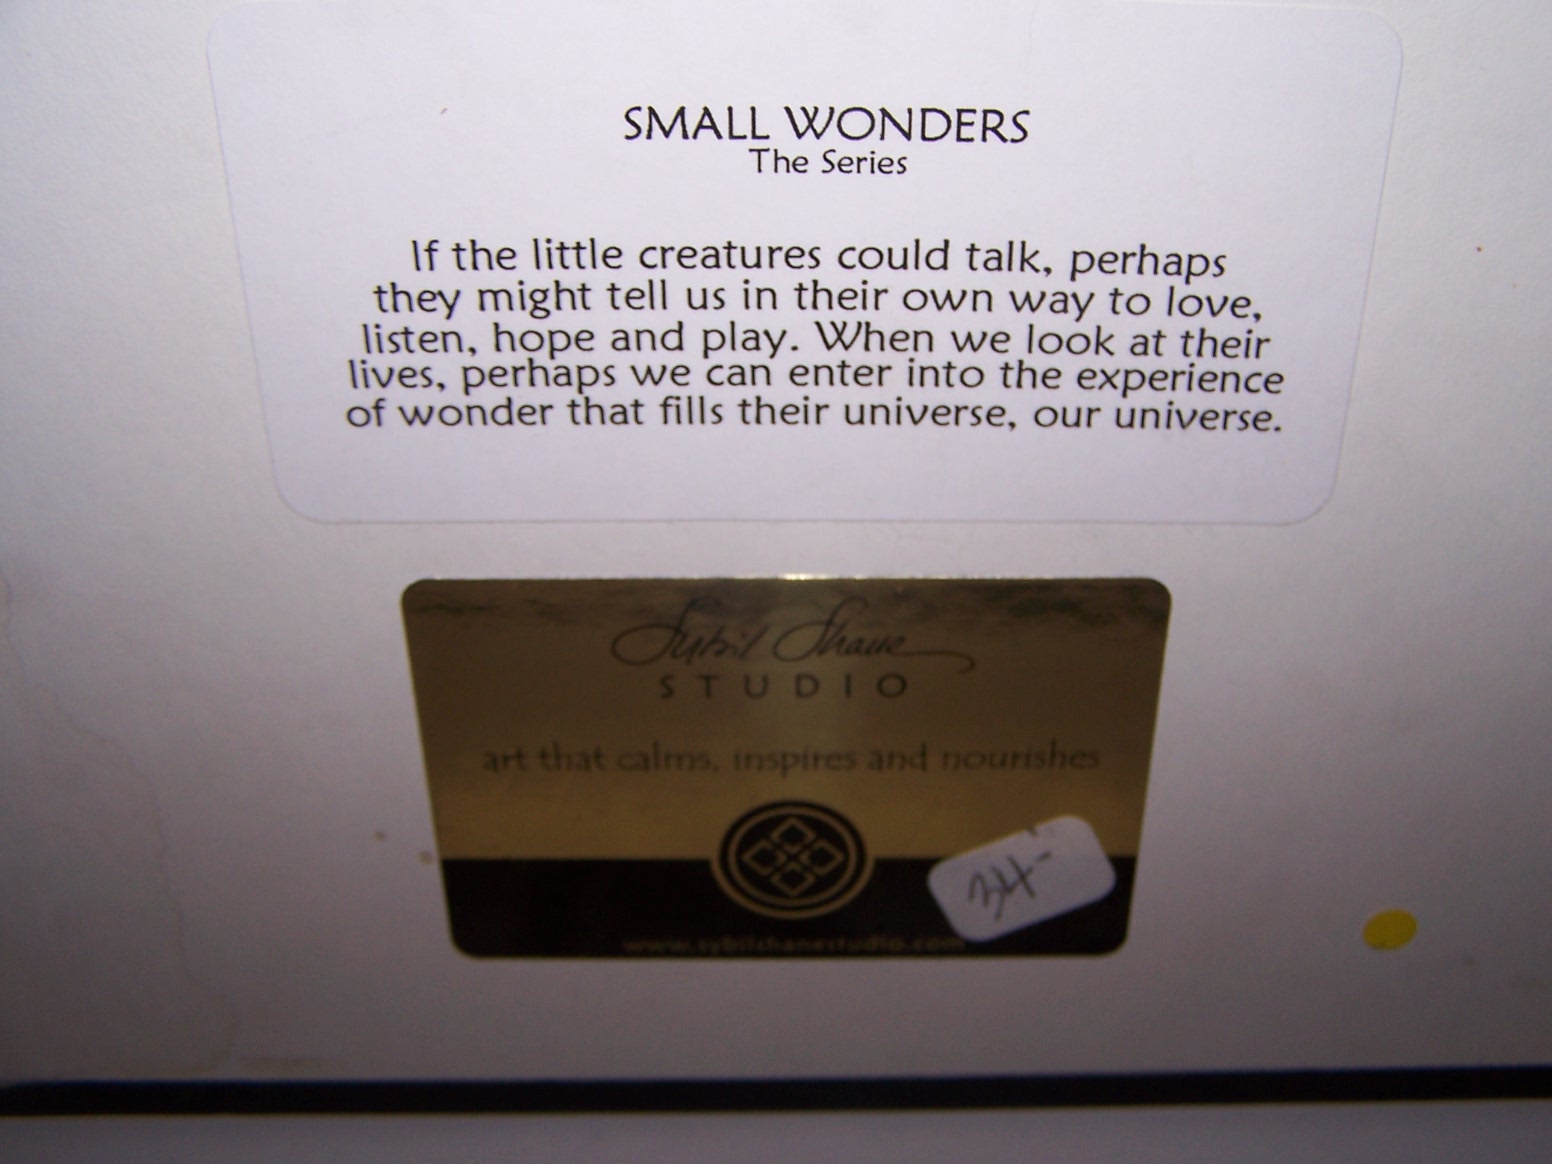 SMALL WONDERS
The Series
If the little creatures could talk, perhaps
they might tell us in their own way to love,
listen, hope and play. When we look at their
lives, perhaps we can enter into the experience
of wonder that fills their universe, our universe.
Sybil Shane
STUDIO
art that calms, inspires and nourishes
34-
www.sybilshanestudio.com